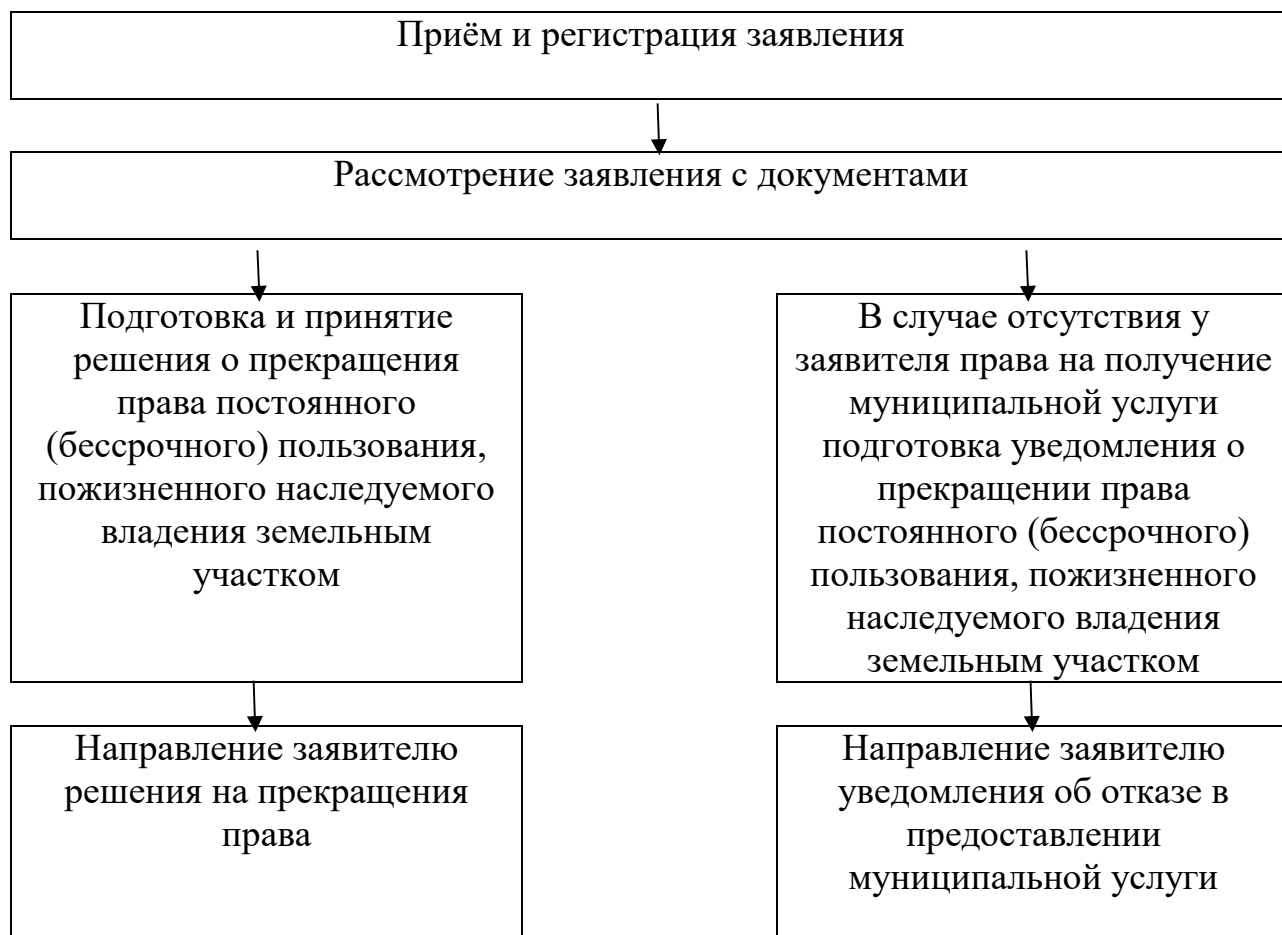 Приём и регистрация заявления
Рассмотрение заявления с документами
Подготовка и принятие
решения о прекращения
права постоянного
(бессрочного) пользования,
пожизненного наследуемого
владения земельным
участком
В случае отсутствия у
заявителя права на получение
муниципальной услуги
подготовка уведомления о
прекращении права
постоянного (бессрочного)
пользования, пожизненного
наследуемого владения
земельным участком
Направление заявителю
решения на прекращения
права
Направление заявителю
уведомления об отказе в
предоставлении
муниципальной услуги